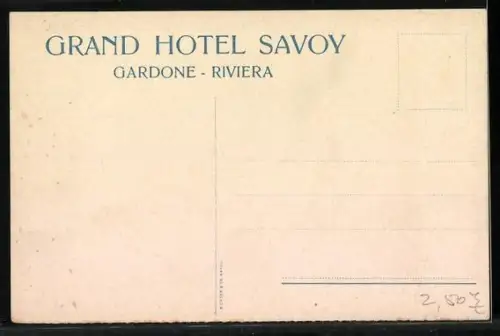 GRAND HOTEL SAVOY
GARDONE - RIVIERA
2,50